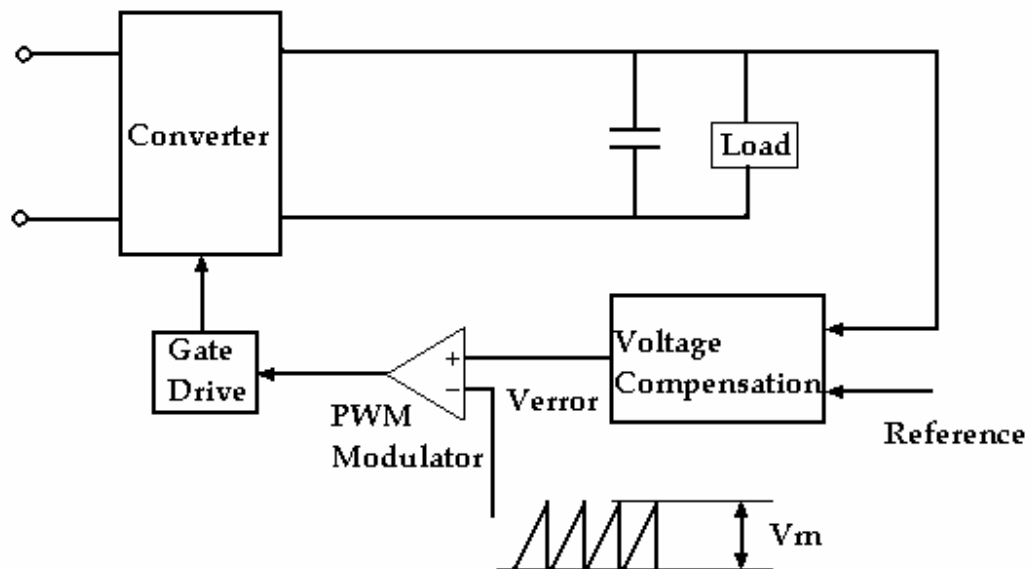 Converter
Load
Gate
Drive
+
−
PWM
Modulator
Verror
Voltage
Compensation
Reference
Vm